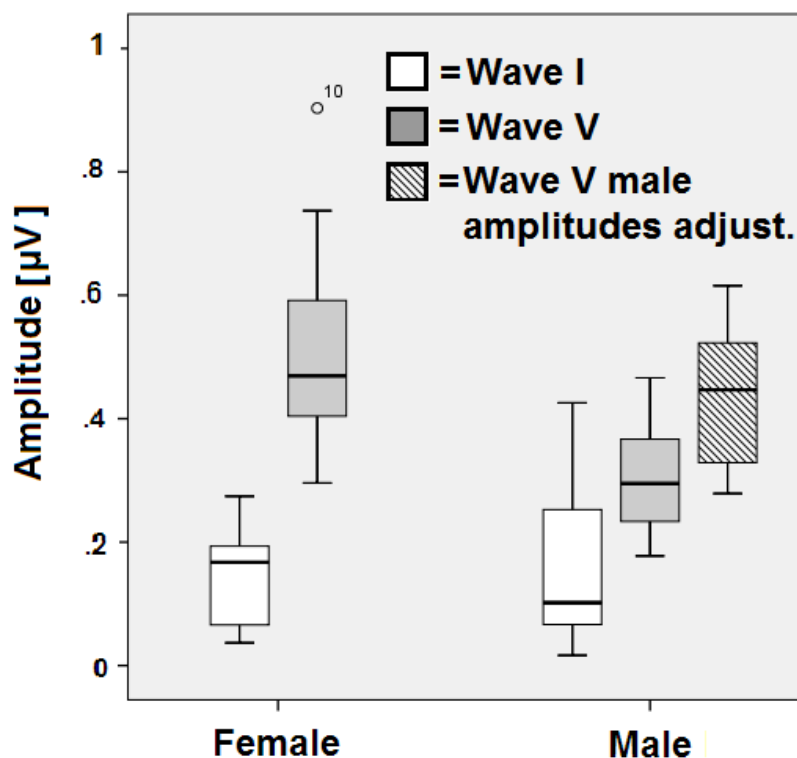 1
.8
.6
.4
.2
0
Amplitude [µV]
10
=Wave I
=Wave V
=Wave V male
amplitudes adjust.
Female
Male